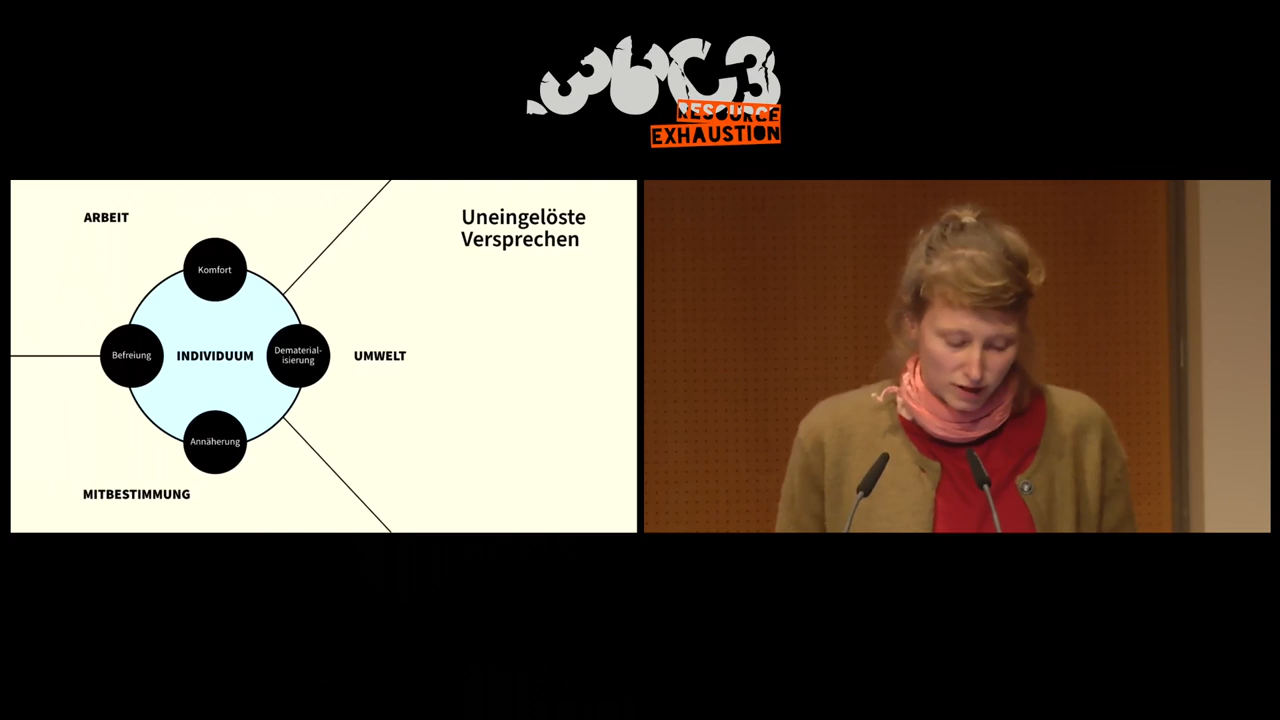 36C3
RESOURCE
EXHAUSTION
Uneingelöste
Versprechen
ARBEIT
Komfort
Befreiung
INDIVIDUUM
Dematerial-
isierung
UMWELT
Annäherung
MITBESTIMMUNG